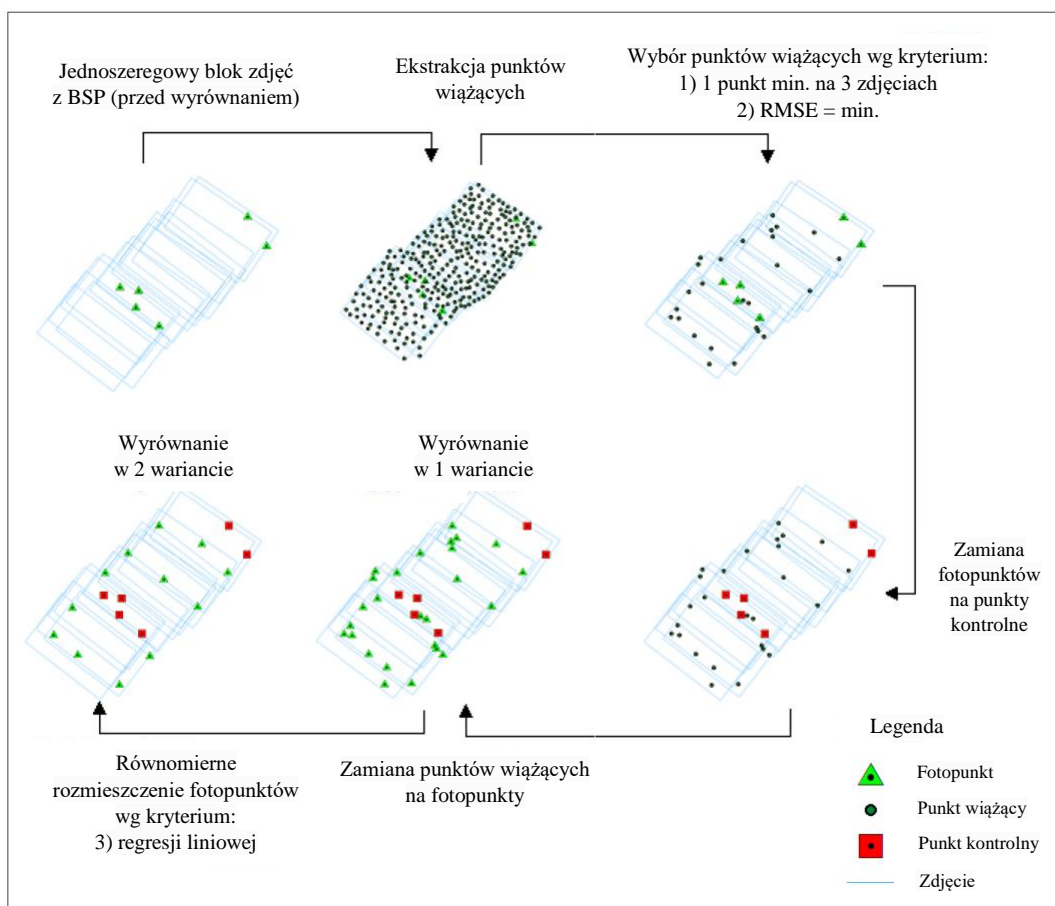 Jednoszeregowy blok zdjęć
z BSP (przed wyrównaniem)
Ekstrakcja punktów
wiążących
Wybór punktów wiążących wg kryterium:
1) 1 punkt min. na 3 zdjęciach
2) RMSE = min.
Wyrównanie
w 2 wariancie
Wyrównanie
w 1 wariancie
Zamiana
fotopunktów
na punkty
kontrolne
Równomierne
rozmieszczenie fotopunktów
wg kryterium:
3) regresji liniowej
Zamiana punktów wiążących
na fotopunkty
Legenda
Fotopunkt
Punkt wiążący
Punkt kontrolny
Zdjęcie